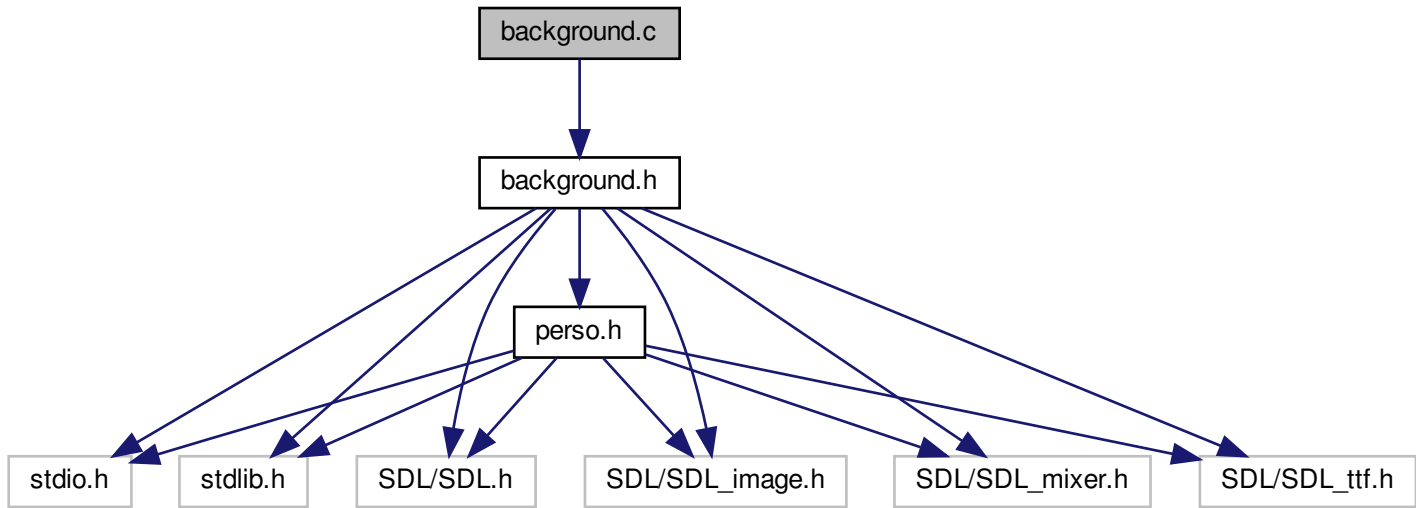 background.c
background.h
perso.h
stdio.h
stdlib.h
SDL/SDL.h
SDL/SDL_image.h
SDL/SDL_mixer.h
SDL/SDL_ttf.h